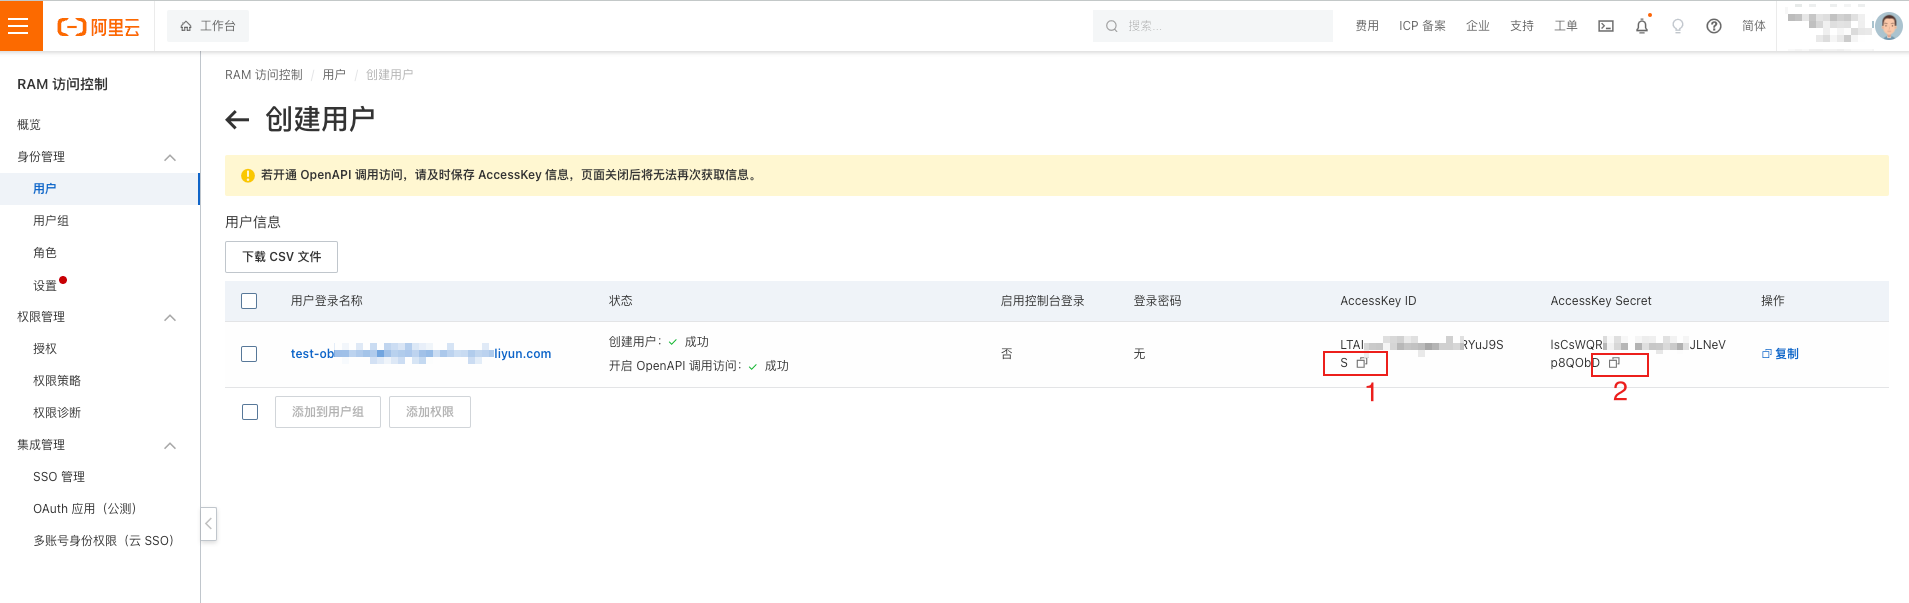 阿里云
工作台
搜索...
费用 ICP 备案 企业 支持 工单 简体
RAM 访问控制
概览
身份管理
用户
用户组
角色
设置
权限管理
授权
权限策略
权限诊断
集成管理
SSO 管理
OAuth 应用（公测）
多账号身份权限（云 SSO）
RAM 访问控制 / 用户 / 创建用户
创建用户
若开通 OpenAPI 调用访问，请及时保存 AccessKey 信息，页面关闭后将无法再次获取信息。
用户信息
下载 CSV 文件
用户登录名称 状态 启用控制台登录 登录密码 AccessKey ID AccessKey Secret 操作
test-ob liyun.com
创建用户： 成功
开启 OpenAPI 调用访问： 成功
否
无
LTAI RYuJ9S
S
1
IsCsWQR JLNeV
p8QObD
2
复制
添加到用户组 添加权限